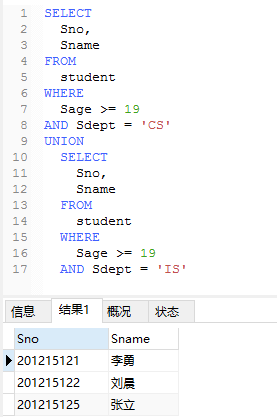 1 SELECT
2 Sno,
3 Sname
4 FROM
5 student
6 WHERE
7 Sage >= 19
8 AND Sdept = 'CS'
9 UNION
10 SELECT
11 Sno,
12 Sname
13 FROM
14 student
15 WHERE
16 Sage >= 19
17 AND Sdept = 'IS'
信息 结果1 概况 状态
Sno Sname
201215121 李勇
201215122 刘晨
201215125 张立